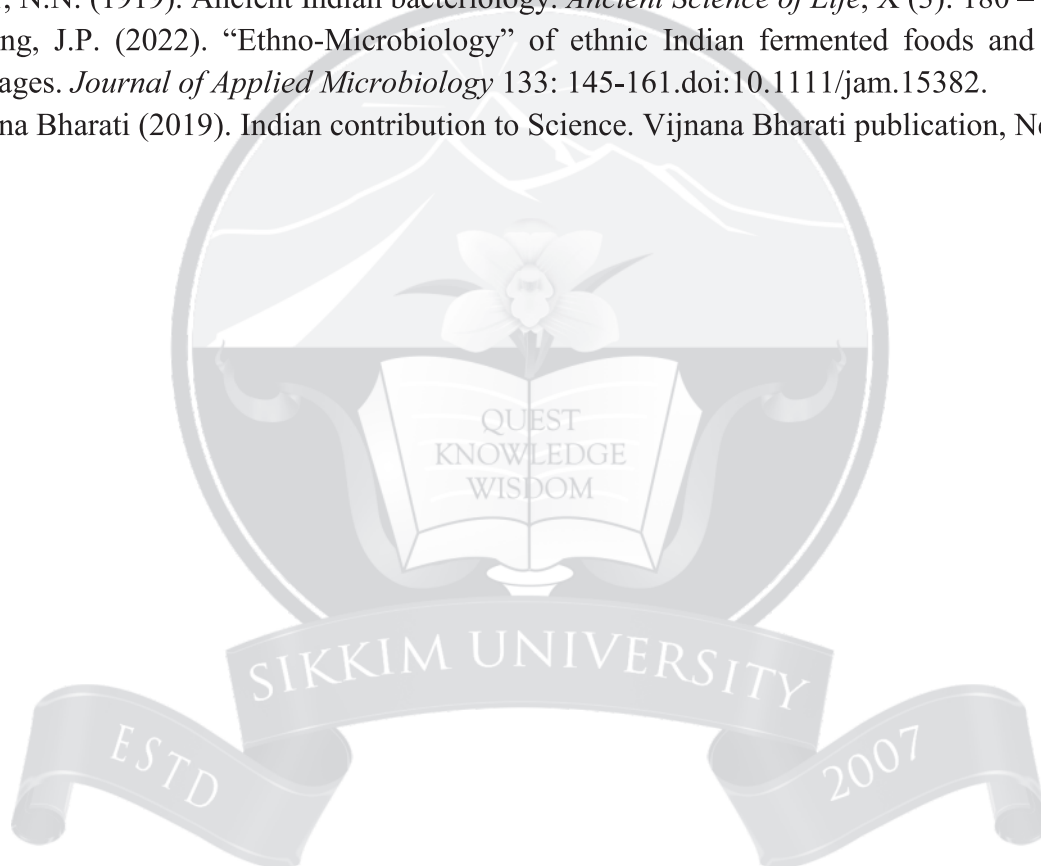 N.N. (1919). Ancient Indian bacteriology. Ancient Science of Life, X (3): 180 –
ng, J.P. (2022). “Ethno-Microbiology” of ethnic Indian fermented foods and
ages. Journal of Applied Microbiology 133: 145-161.doi:10.1111/jam.15382.
na Bharati (2019). Indian contribution to Science. Vijnana Bharati publication,
QUEST
KNOWLEDGE
WISDOM
SIKKIM UNIVERSITY
ESTD
2007